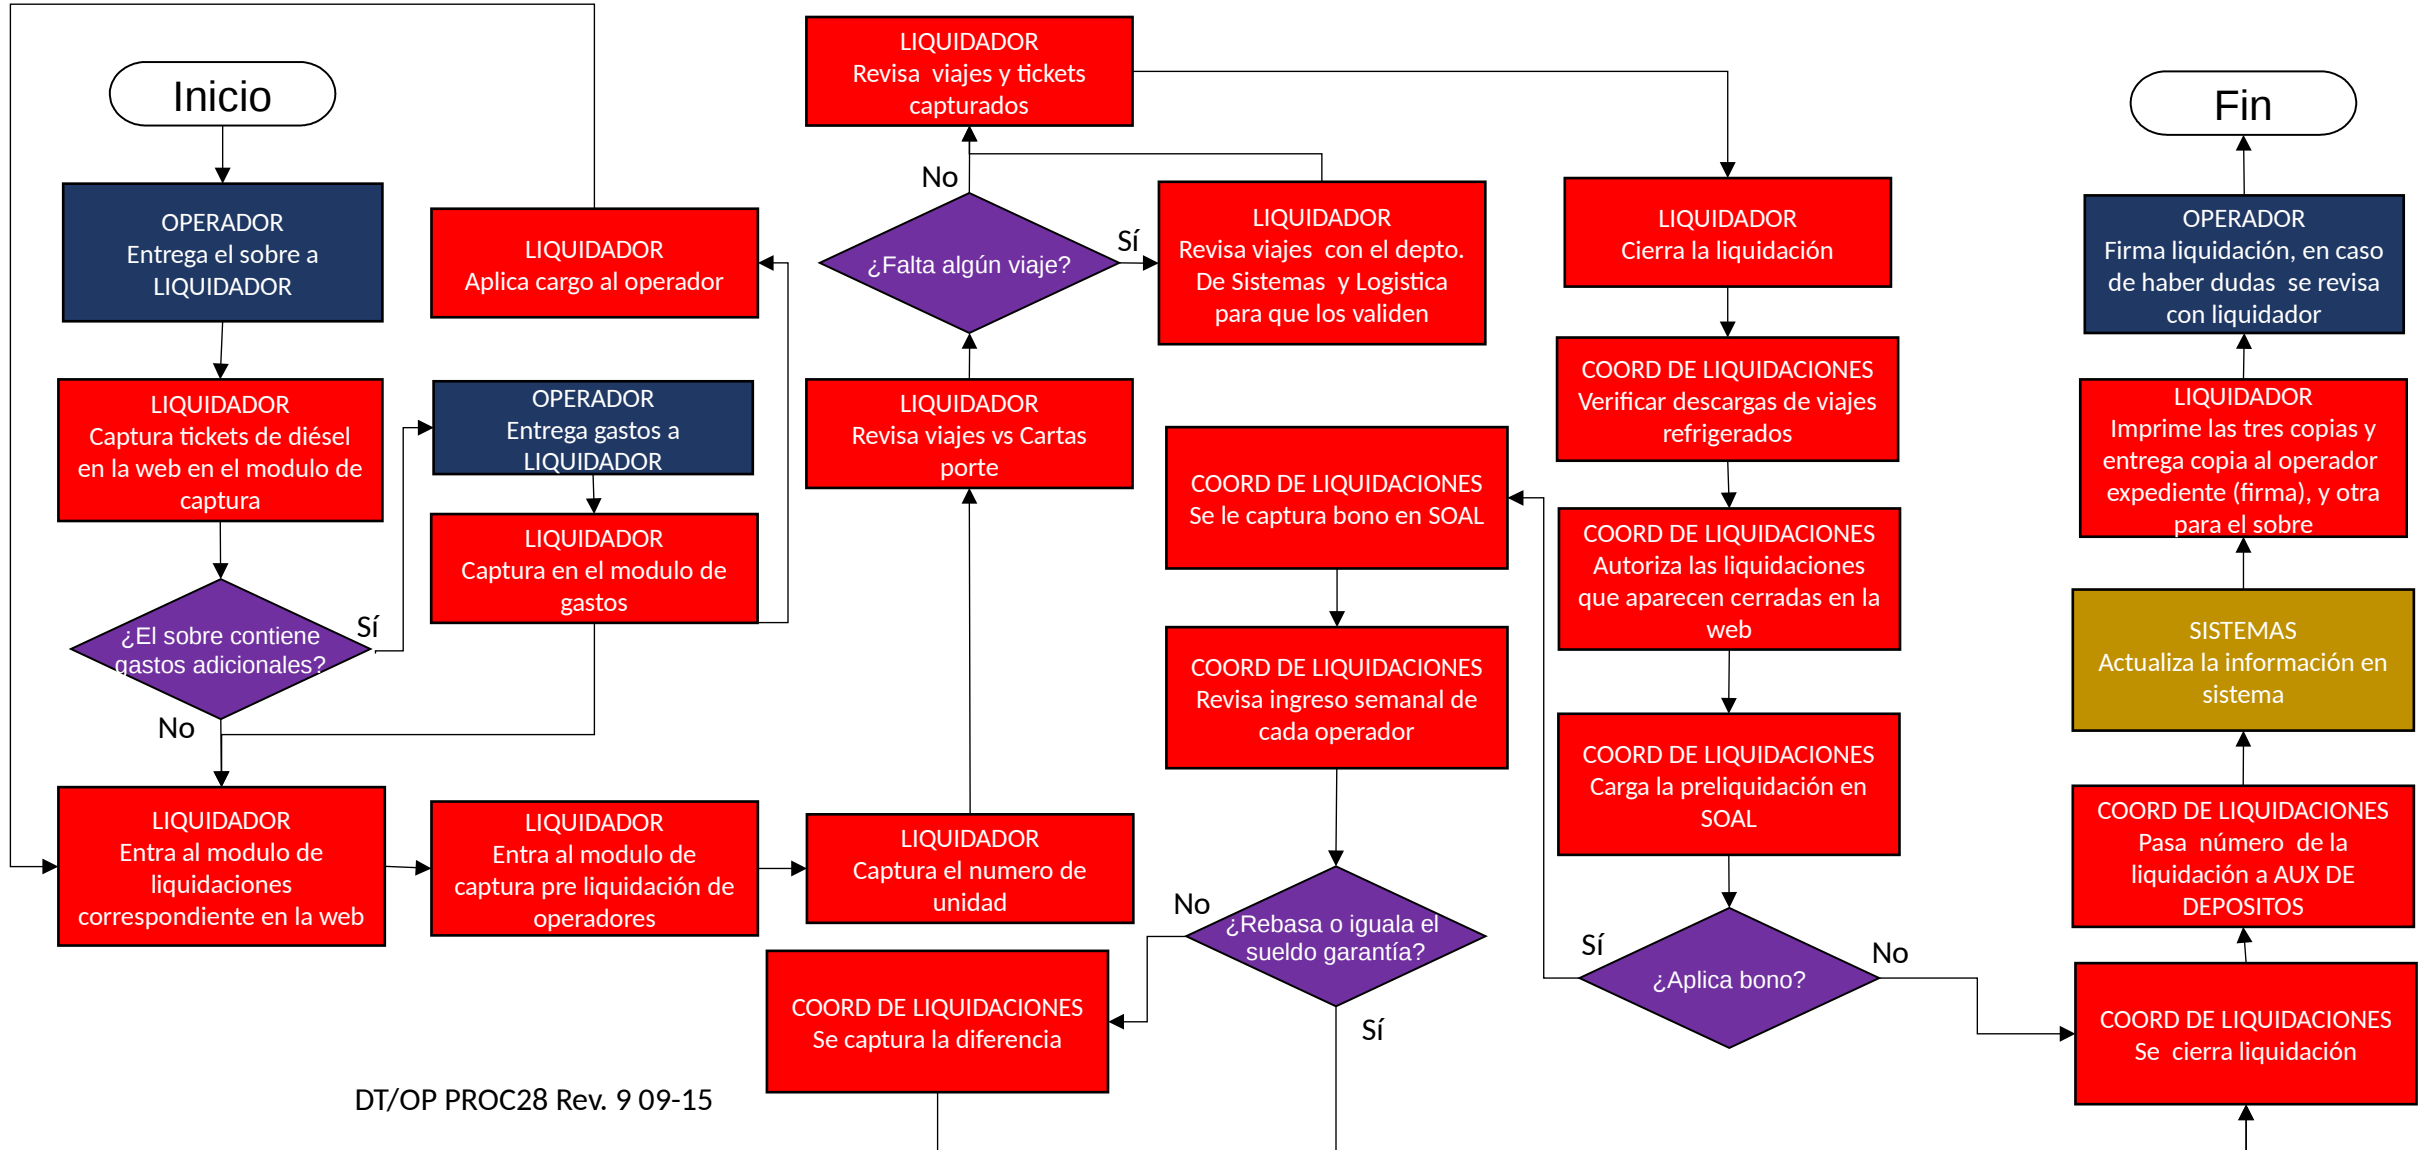 Inicio
OPERADOR
Entrega el sobre a
LIQUIDADOR
LIQUIDADOR
Captura tickets de diésel
en la web en el modulo de
captura
¿El sobre contiene
gastos adicionales?
Sí
No
LIQUIDADOR
Entra al modulo de
liquidaciones
correspondiente en la web
LIQUIDADOR
Aplica cargo al operador
OPERADOR
Entrega gastos a
LIQUIDADOR
LIQUIDADOR
Captura en el modulo de
gastos
LIQUIDADOR
Entra al modulo de
captura pre liquidación de
operadores
LIQUIDADOR
Captura el numero de
unidad
LIQUIDADOR
Revisa viajes vs Cartas
porte
¿Falta algún viaje?
No
Sí
LIQUIDADOR
Revisa viajes con el depto.
De Sistemas y Logistica
para que los validen
LIQUIDADOR
Revisa viajes y tickets
capturados
LIQUIDADOR
Cierra la liquidación
COORD DE LIQUIDACIONES
Verificar descargas de viajes
refrigerados
COORD DE LIQUIDACIONES
Autoriza las liquidaciones
que aparecen cerradas en la
web
COORD DE LIQUIDACIONES
Carga la preliquidación en
SOAL
¿Aplica bono?
Sí
No
COORD DE LIQUIDACIONES
Se le captura bono en SOAL
COORD DE LIQUIDACIONES
Revisa ingreso semanal de
cada operador
¿Rebasa o iguala el
sueldo garantía?
No
Sí
COORD DE LIQUIDACIONES
Se captura la diferencia
COORD DE LIQUIDACIONES
Se cierra liquidación
COORD DE LIQUIDACIONES
Pasa número de la
liquidación a AUX DE
DEPOSITOS
SISTEMAS
Actualiza la información en
sistema
LIQUIDADOR
Imprime las tres copias y
entrega copia al operador
expediente (firma), y otra
para el sobre
OPERADOR
Firma liquidación, en caso
de haber dudas se revisa
con liquidador
Fin
DT/OP PROC28 Rev. 9 09-15